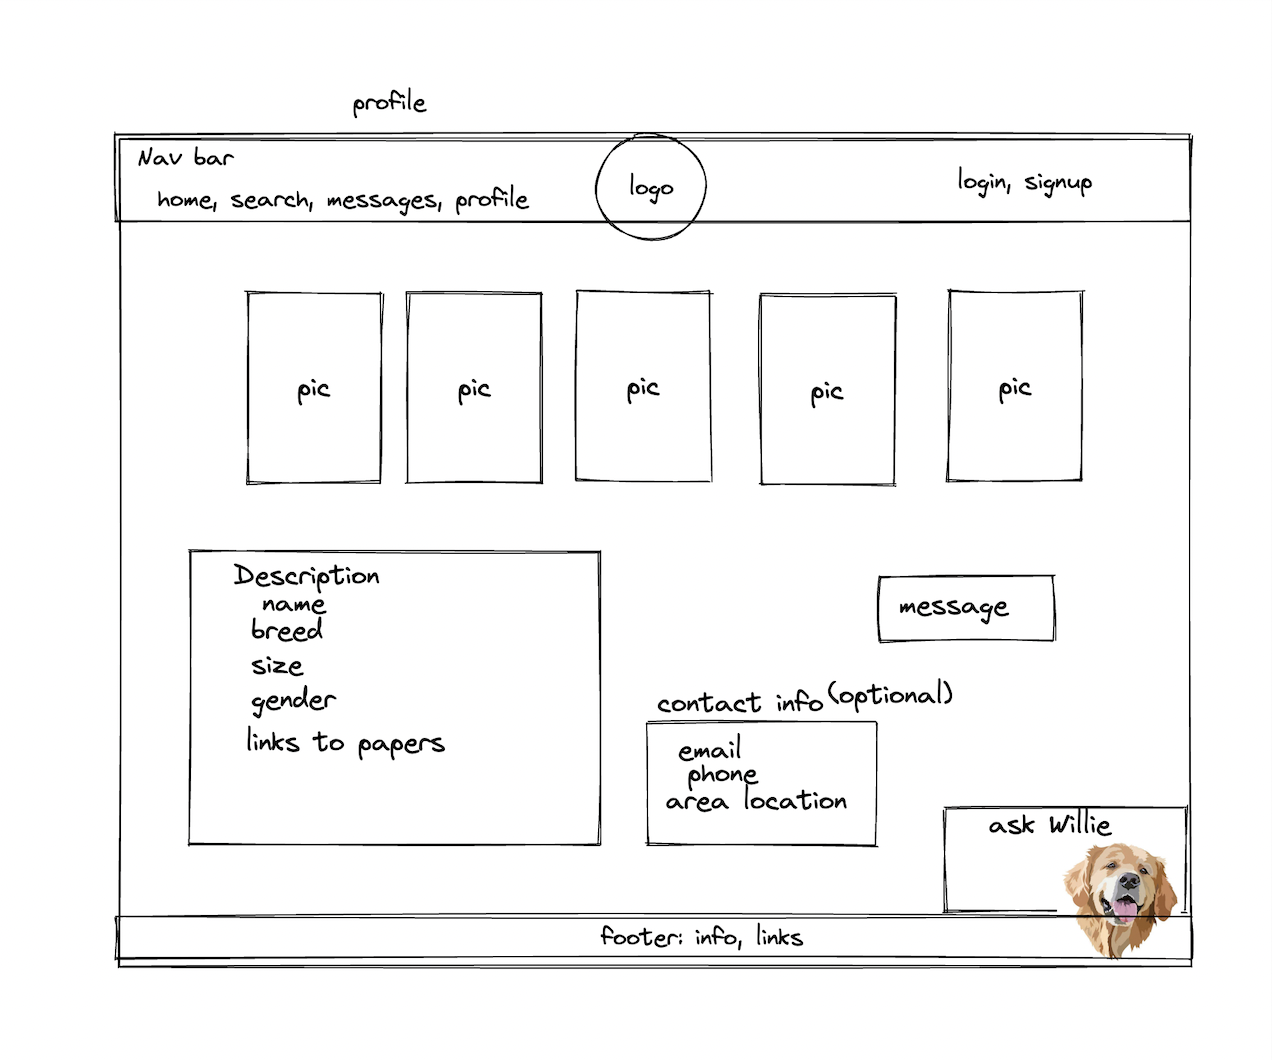 profile
Nav bar
home, search, messages, profile
logo
login, signup
pic
pic
pic
pic
pic
Description
name
breed
size
gender
links to papers
message
contact info (optional)
email
phone
area location
ask Willie
footer: info, links